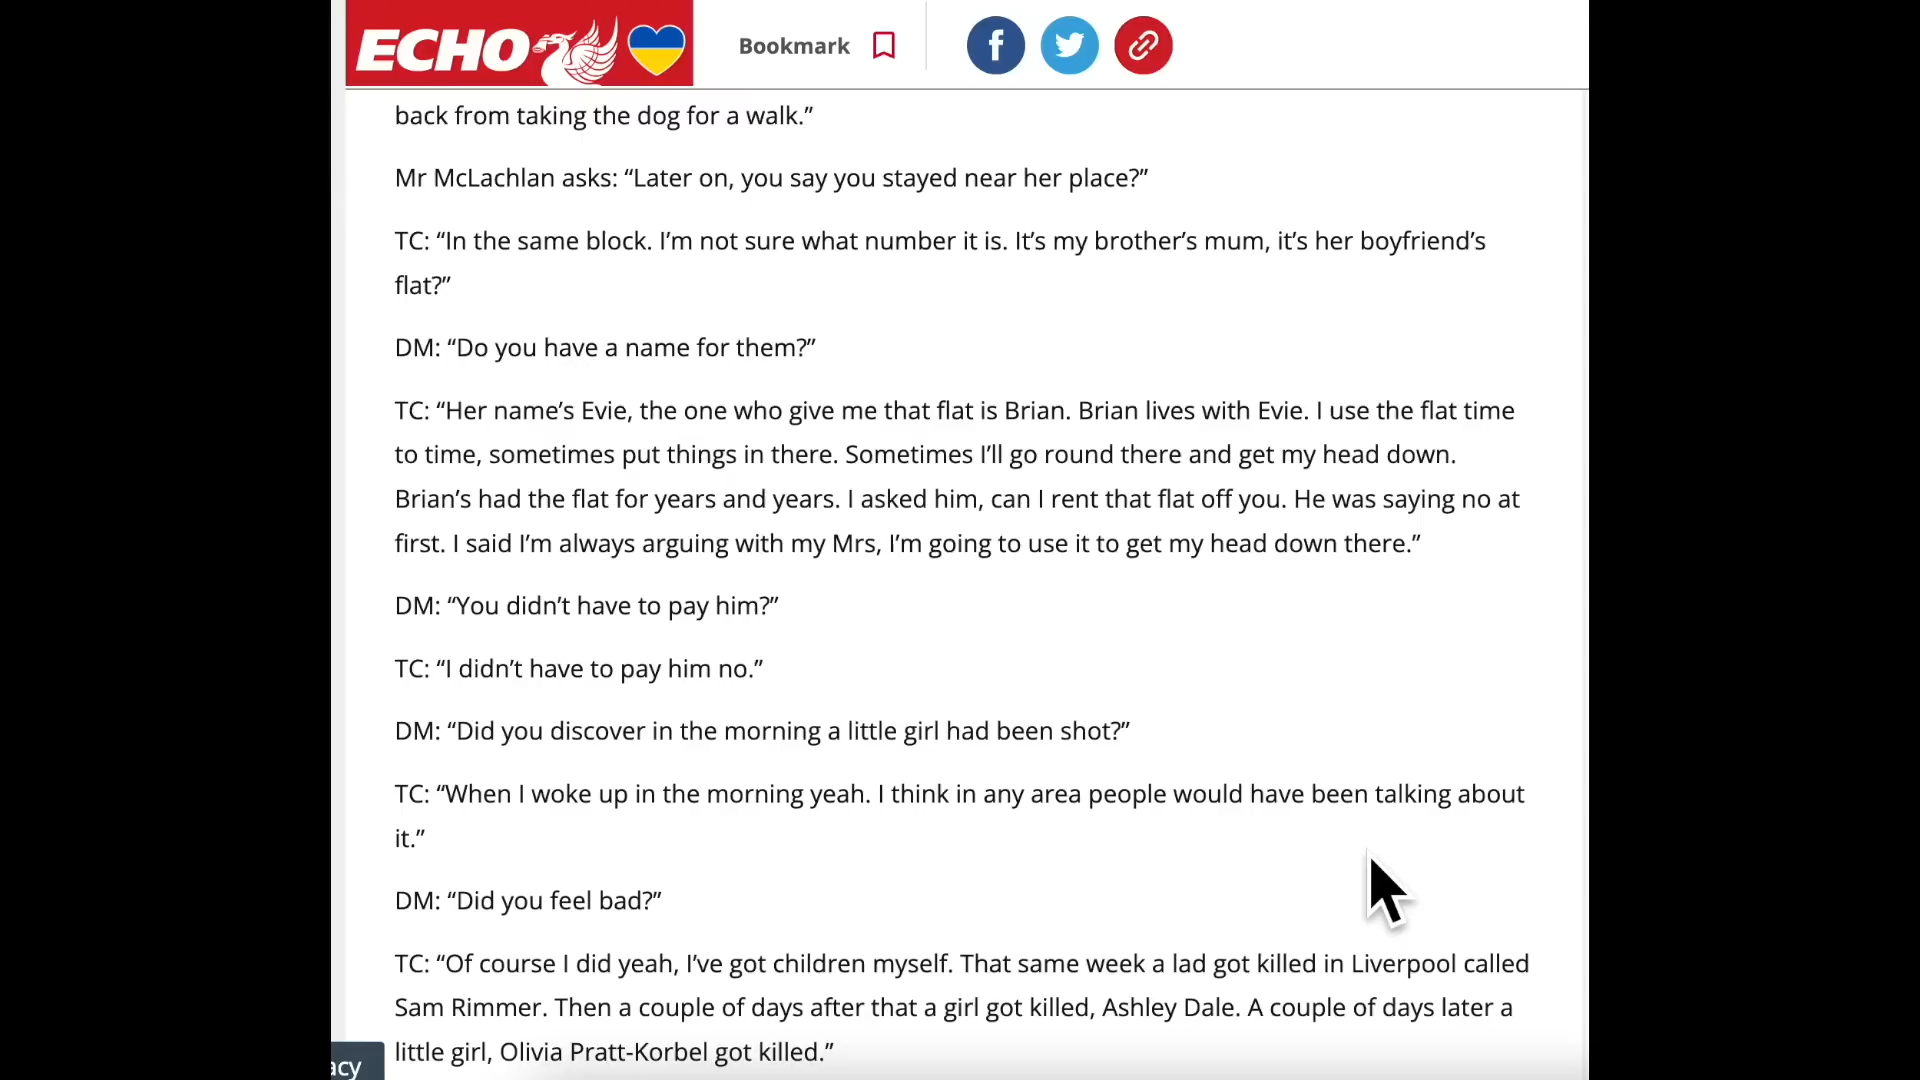 ECHO
Bookmark
back from taking the dog for a walk.”
Mr McLachlan asks: “Later on, you say you stayed near her place?”
TC: “In the same block. I’m not sure what number it is. It’s my brother’s mum, it’s her boyfriend’s
flat?”
DM: “Do you have a name for them?”
TC: “Her name’s Evie, the one who give me that flat is Brian. Brian lives with Evie. I use the flat time
to time, sometimes put things in there. Sometimes I’ll go round there and get my head down.
Brian’s had the flat for years and years. I asked him, can I rent that flat off you. He was saying no at
first. I said I’m always arguing with my Mrs, I’m going to use it to get my head down there.”
DM: “You didn’t have to pay him?”
TC: “I didn’t have to pay him no.”
DM: “Did you discover in the morning a little girl had been shot?”
TC: “When I woke up in the morning yeah. I think in any area people would have been talking about
it.”
DM: “Did you feel bad?”
TC: “Of course I did yeah, I’ve got children myself. That same week a lad got killed in Liverpool called
Sam Rimmer. Then a couple of days after that a girl got killed, Ashley Dale. A couple of days later a
little girl, Olivia Pratt-Korbel got killed.”
acy